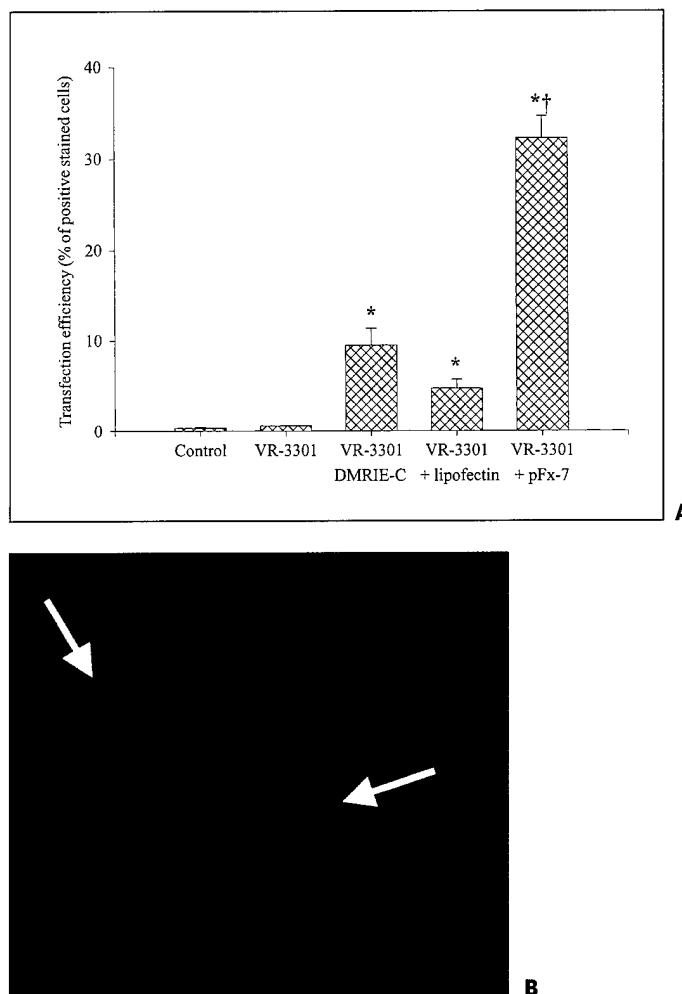 Transfection efficiency (% of positive stained cells)
40
30
20
10
0
*
*
*†
Control
VR-3301
VR-3301
DMRIE-C
VR-3301
+ lipofectin
VR-3301
+ pFx-7
A
B